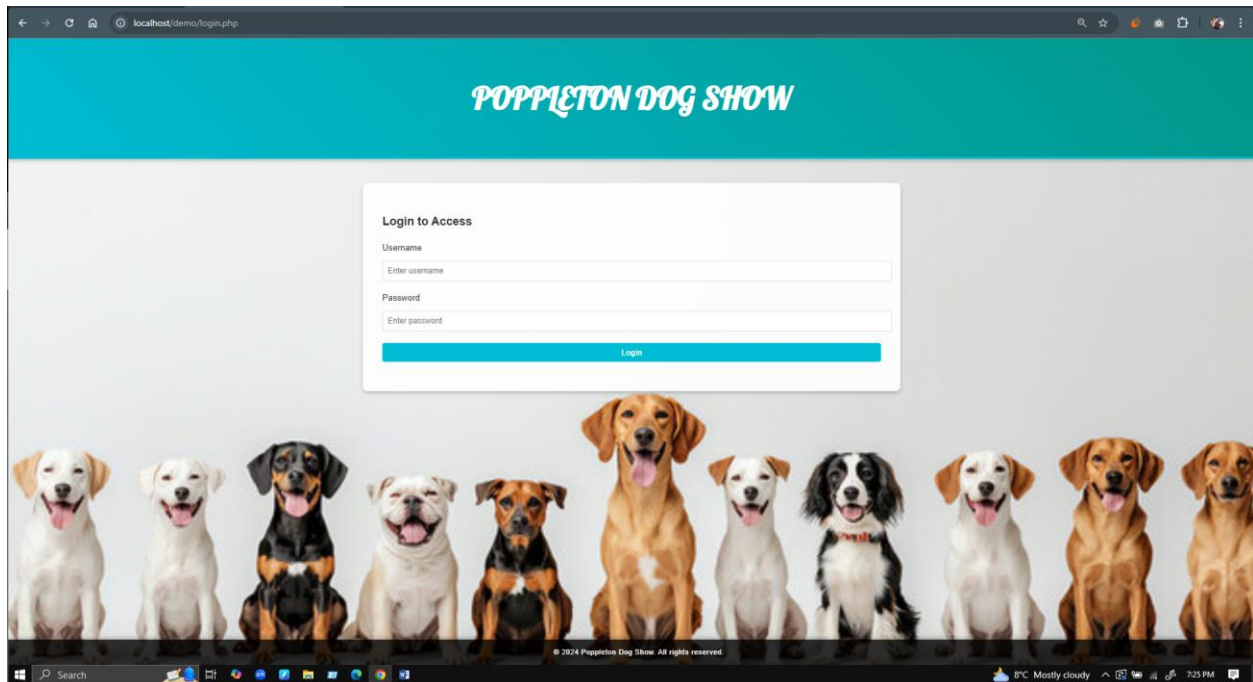 localhost/demo/login.php
POPPLETON DOG SHOW
Login to Access
Username
Enter username
Password
Enter password
Login
© 2024 Poppleton Dog Show. All rights reserved.
Search
8°C Mostly cloudy
7:25 PM